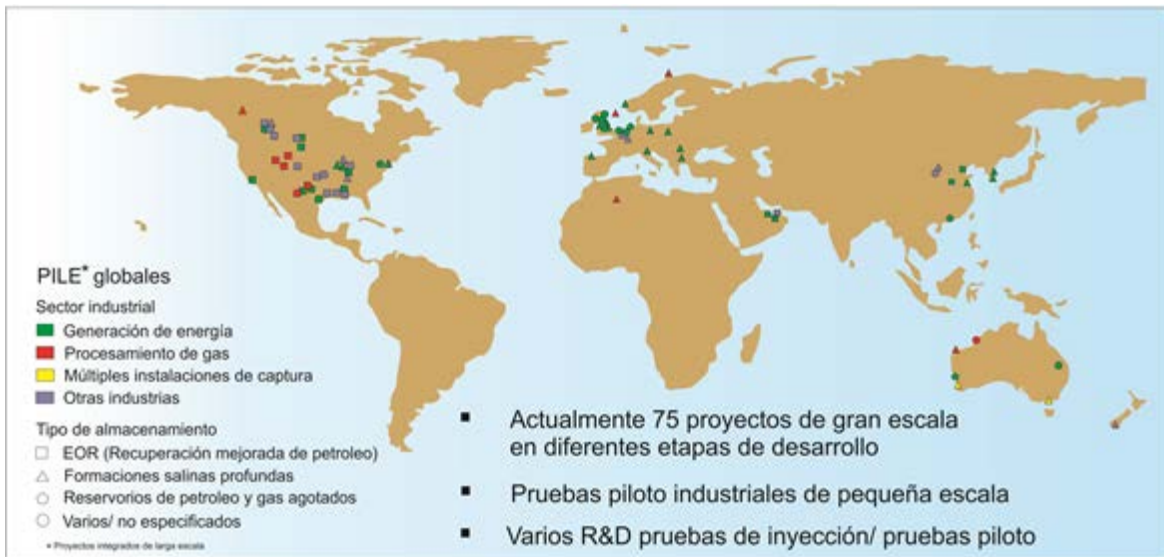 PILE* globales
Sector industrial
Generación de energía
Procesamiento de gas
Múltiples instalaciones de captura
Otras industrias
Tipo de almacenamiento
EOR (Recuperación mejorada de petroleo)
Formaciones salinas profundas
Reservorios de petroleo y gas agotados
Varios/ no especificados
* Proyectos integrados de larga escala
Actualmente 75 proyectos de gran escala
en diferentes etapas de desarrollo
Pruebas piloto industriales de pequeña escala
Varios R&D pruebas de inyección/ pruebas piloto